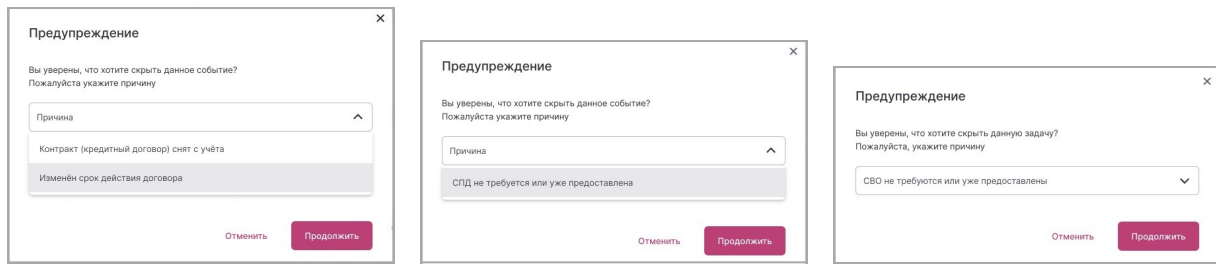 Предупреждение
Вы уверены, что хотите скрыть данное событие?
Пожалуйста укажите причину
Причина
Контракт (кредитный договор) снят с учёта
Изменён срок действия договора
Отменить
Продолжить
Предупреждение
Вы уверены, что хотите скрыть данное событие?
Пожалуйста укажите причину
Причина
СПД не требуется или уже предоставлена
Отменить
Продолжить
Предупреждение
Вы уверены, что хотите скрыть данную задачу?
Пожалуйста, укажите причину
СВО не требуются или уже предоставлены
Отменить
Продолжить